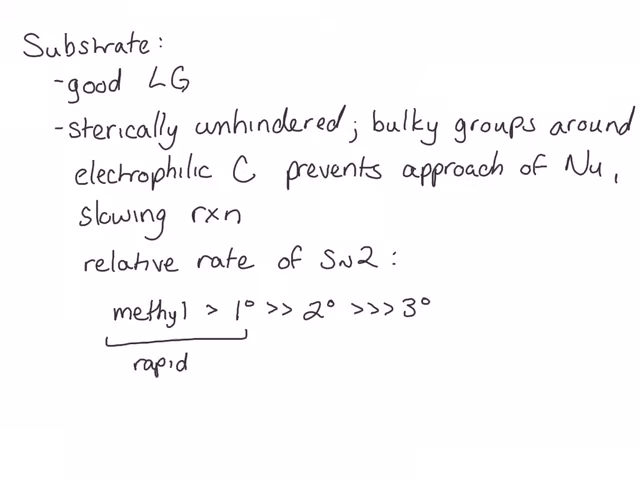 Substrate:
-good LG
-sterically unhindered; bulky groups around
electrophilic C prevents approach of Nu,
slowing rxn
relative rate of SN2:
methyl > 1° >> 2° >>> 3°
rapid